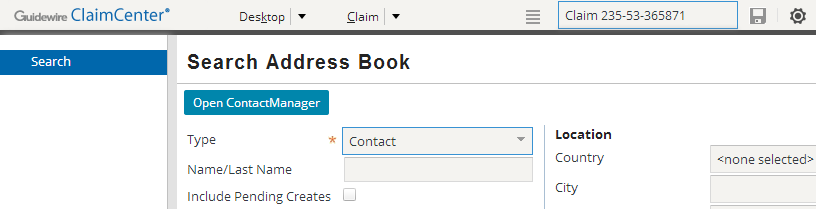 Guidewire ClaimCenter® Desktop Claim Claim 235-53-365871
Search
Search Address Book
Open ContactManager
Type * Contact
Name/Last Name
Include Pending Creates
Location
Country <none selected>
City